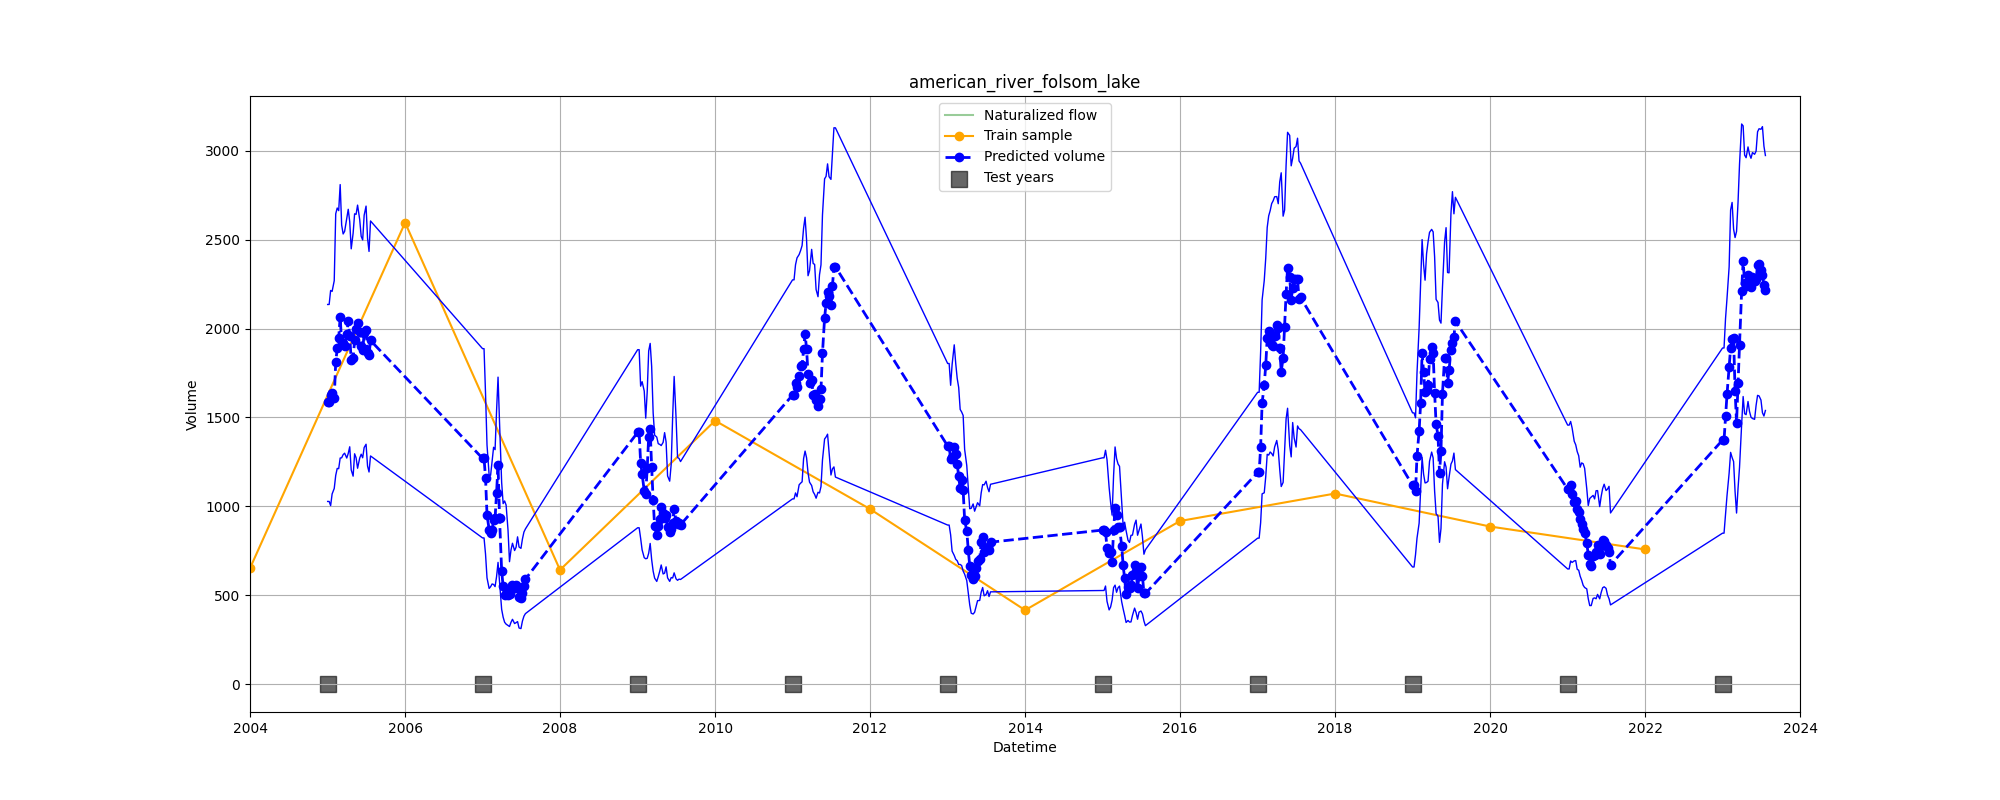 american_river_folsom_lake
Naturalized flow
Train sample
Predicted volume
Test years
Volume
3000
2500
2000
1500
1000
500
0
2004 2006 2008 2010 2012 2014 2016 2018 2020 2022 2024
Datetime